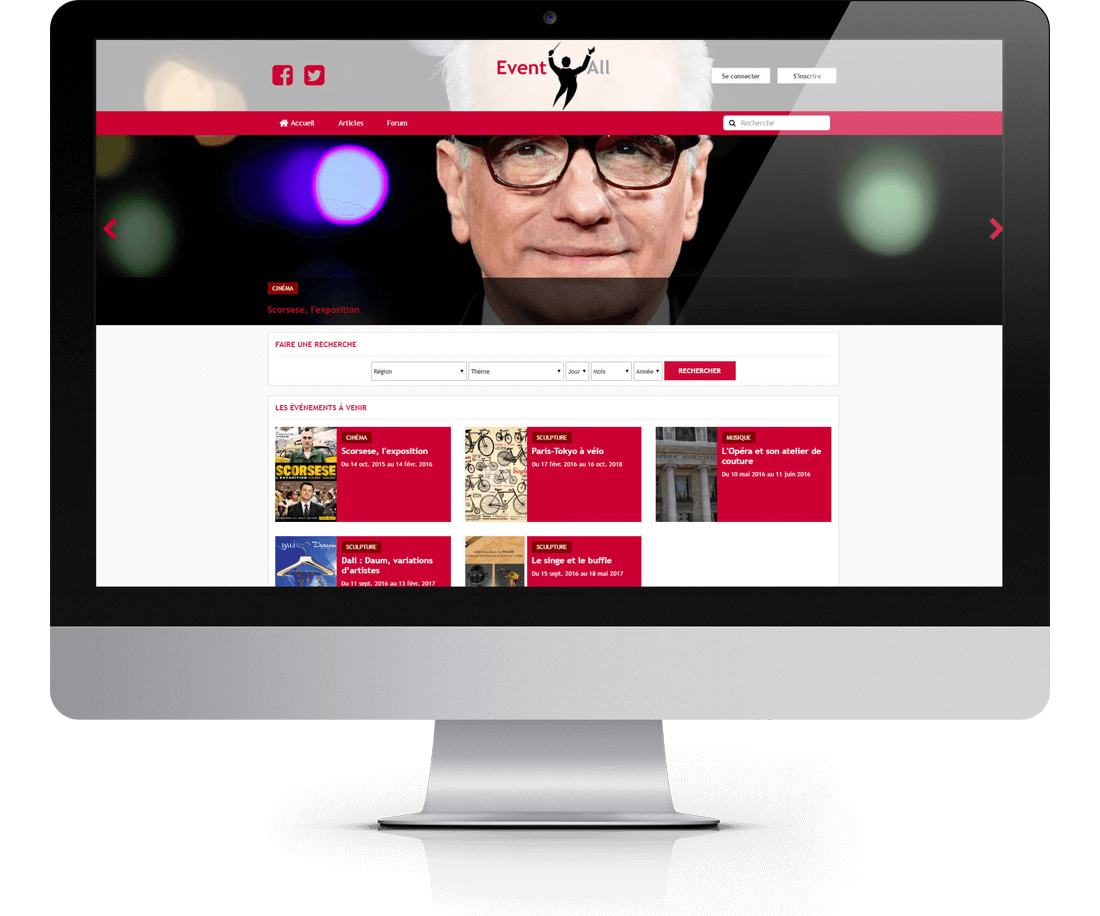 Event All
Se connecter
S'inscrire
Accueil
Articles
Forum
Recherche
CINÉMA
Scorsese, l'exposition
FAIRE UNE RECHERCHE
Région
Thème
Jour
Mois
Année
RECHERCHER
LES ÉVÉNEMENTS À VENIR
SCORSESE
CINÉMA
Scorsese, l'exposition
Du 14 oct. 2015 au 14 févr. 2016
SCULPTURE
Paris-Tokyo à vélo
Du 17 févr. 2016 au 16 oct. 2018
MUSIQUE
L'Opéra et son atelier de
couture
Du 10 mai 2016 au 11 juin 2016
DALI
Daum
SCULPTURE
Dali : Daum, variations
d'artistes
Du 11 sept. 2016 au 13 févr. 2017
SCULPTURE
Le singe et le buffle
Du 15 sept. 2016 au 18 mai 2017